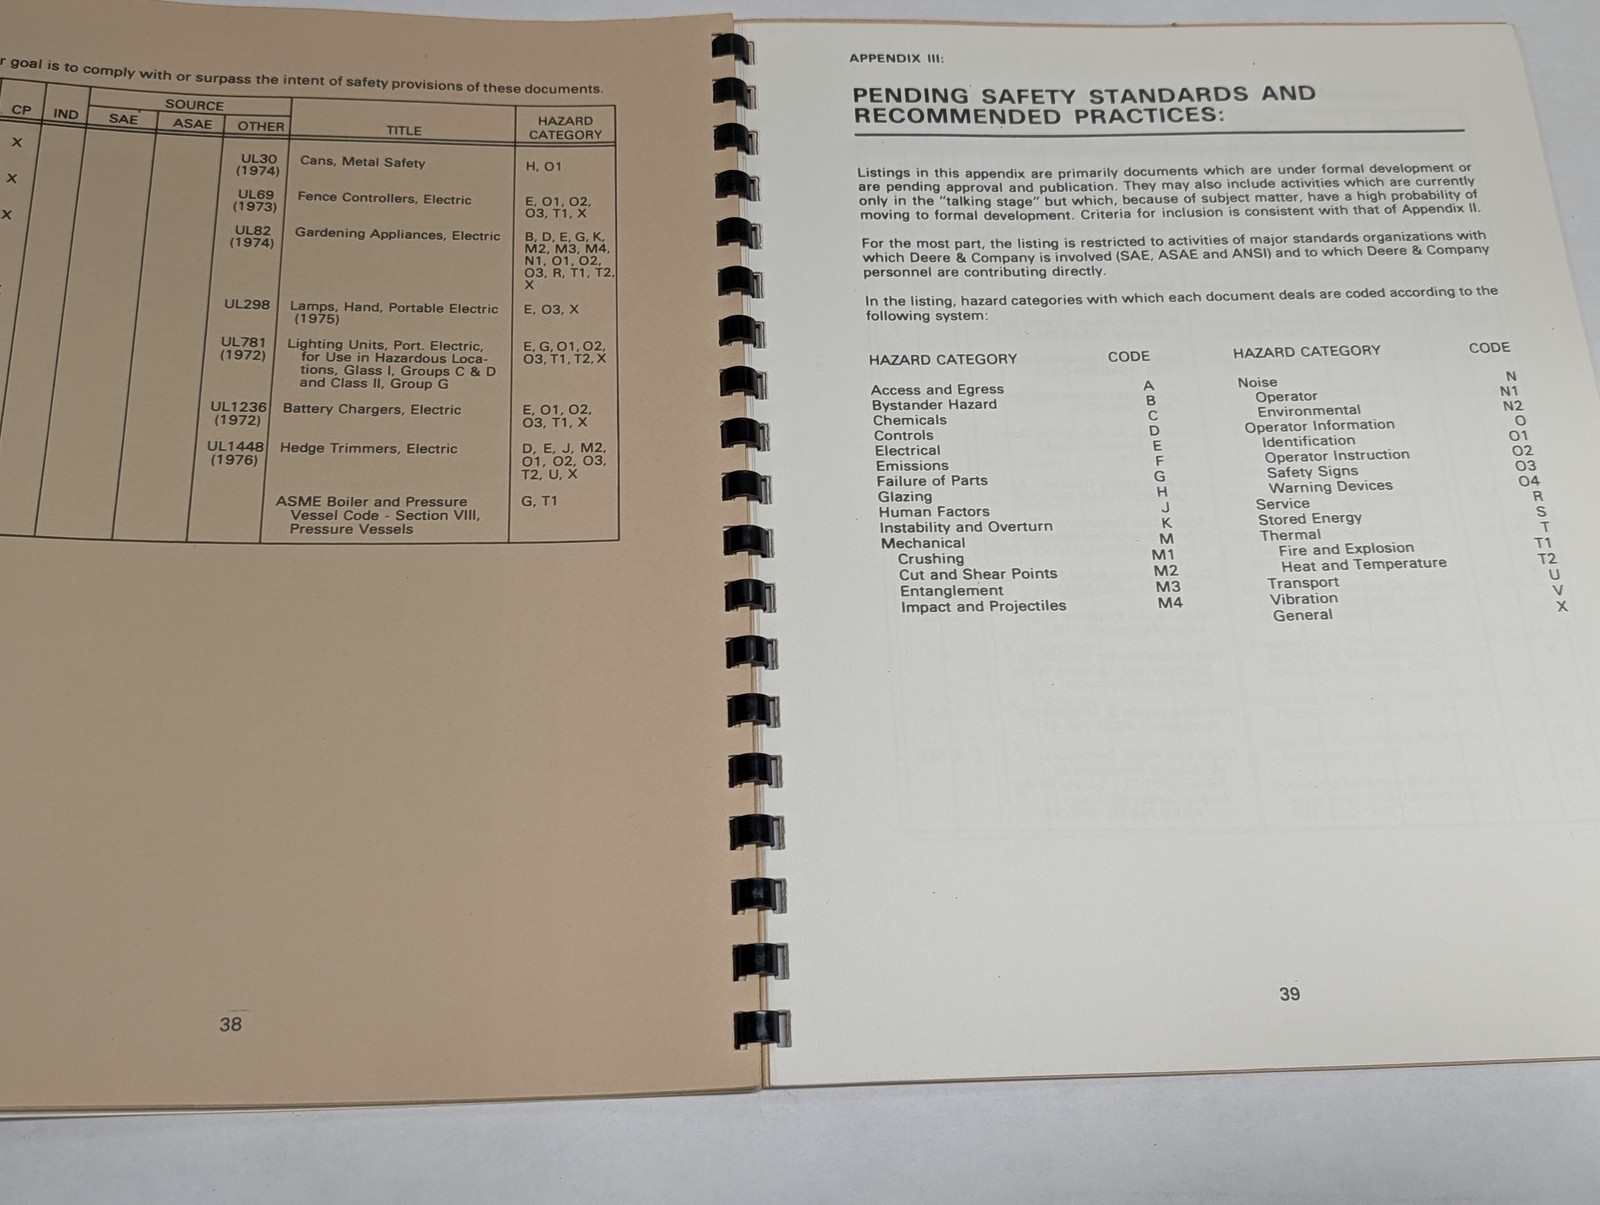 r goal is to comply with or surpass the intent of safety provisions of these documents.
CP IND SOURCE TITLE HAZARD CATEGORY
SAE ASAE OTHER
X UL30 (1974) Cans, Metal Safety H, O1
X UL69 (1973) Fence Controllers, Electric E, O1, O2,
O3, T1, X
X UL82 (1974) Gardening Appliances, Electric B, D, E, G, K,
M2, M3, M4,
N1, O1, O2,
O3, R, T1, T2,
X
UL298 Lamps, Hand, Portable Electric E, O3, X
(1975)
UL781 (1972) Lighting Units, Port. Electric, E, G, O1, O2,
for Use in Hazardous Loca- O3, T1, T2, X
tions, Glass I, Groups C & D
and Class II, Group G
UL1236 (1972) Battery Chargers, Electric E, O1, O2,
O3, T1, X
UL1448 (1976) Hedge Trimmers, Electric D, E, J, M2,
O1, O2, O3,
T2, U, X
ASME Boiler and Pressure G, T1
Vessel Code - Section VIII,
Pressure Vessels
38
APPENDIX III:
PENDING SAFETY STANDARDS AND
RECOMMENDED PRACTICES:
Listings in this appendix are primarily documents which are under formal development or
are pending approval and publication. They may also include activities which are currently
only in the "talking stage" but which, because of subject matter, have a high probability of
moving to formal development. Criteria for inclusion is consistent with that of Appendix II.
For the most part, the listing is restricted to activities of major standards organizations with
which Deere & Company is involved (SAE, ASAE and ANSI) and to which Deere & Company
personnel are contributing directly.
In the listing, hazard categories with which each document deals are coded according to the
following system:
HAZARD CATEGORY CODE
Access and Egress A
Bystander Hazard B
Chemicals C
Controls D
Electrical E
Emissions F
Failure of Parts G
Glazing H
Human Factors J
Instability and Overturn K
Mechanical M
Crushing M1
Cut and Shear Points M2
Entanglement M3
Impact and Projectiles M4
HAZARD CATEGORY CODE
Noise N
Operator N1
Environmental N2
Operator Information O
Identification O1
Operator Instruction O2
Safety Signs O3
Warning Devices O4
Service R
Stored Energy S
Thermal T
Fire and Explosion T1
Heat and Temperature T2
Transport U
Vibration V
General X
39